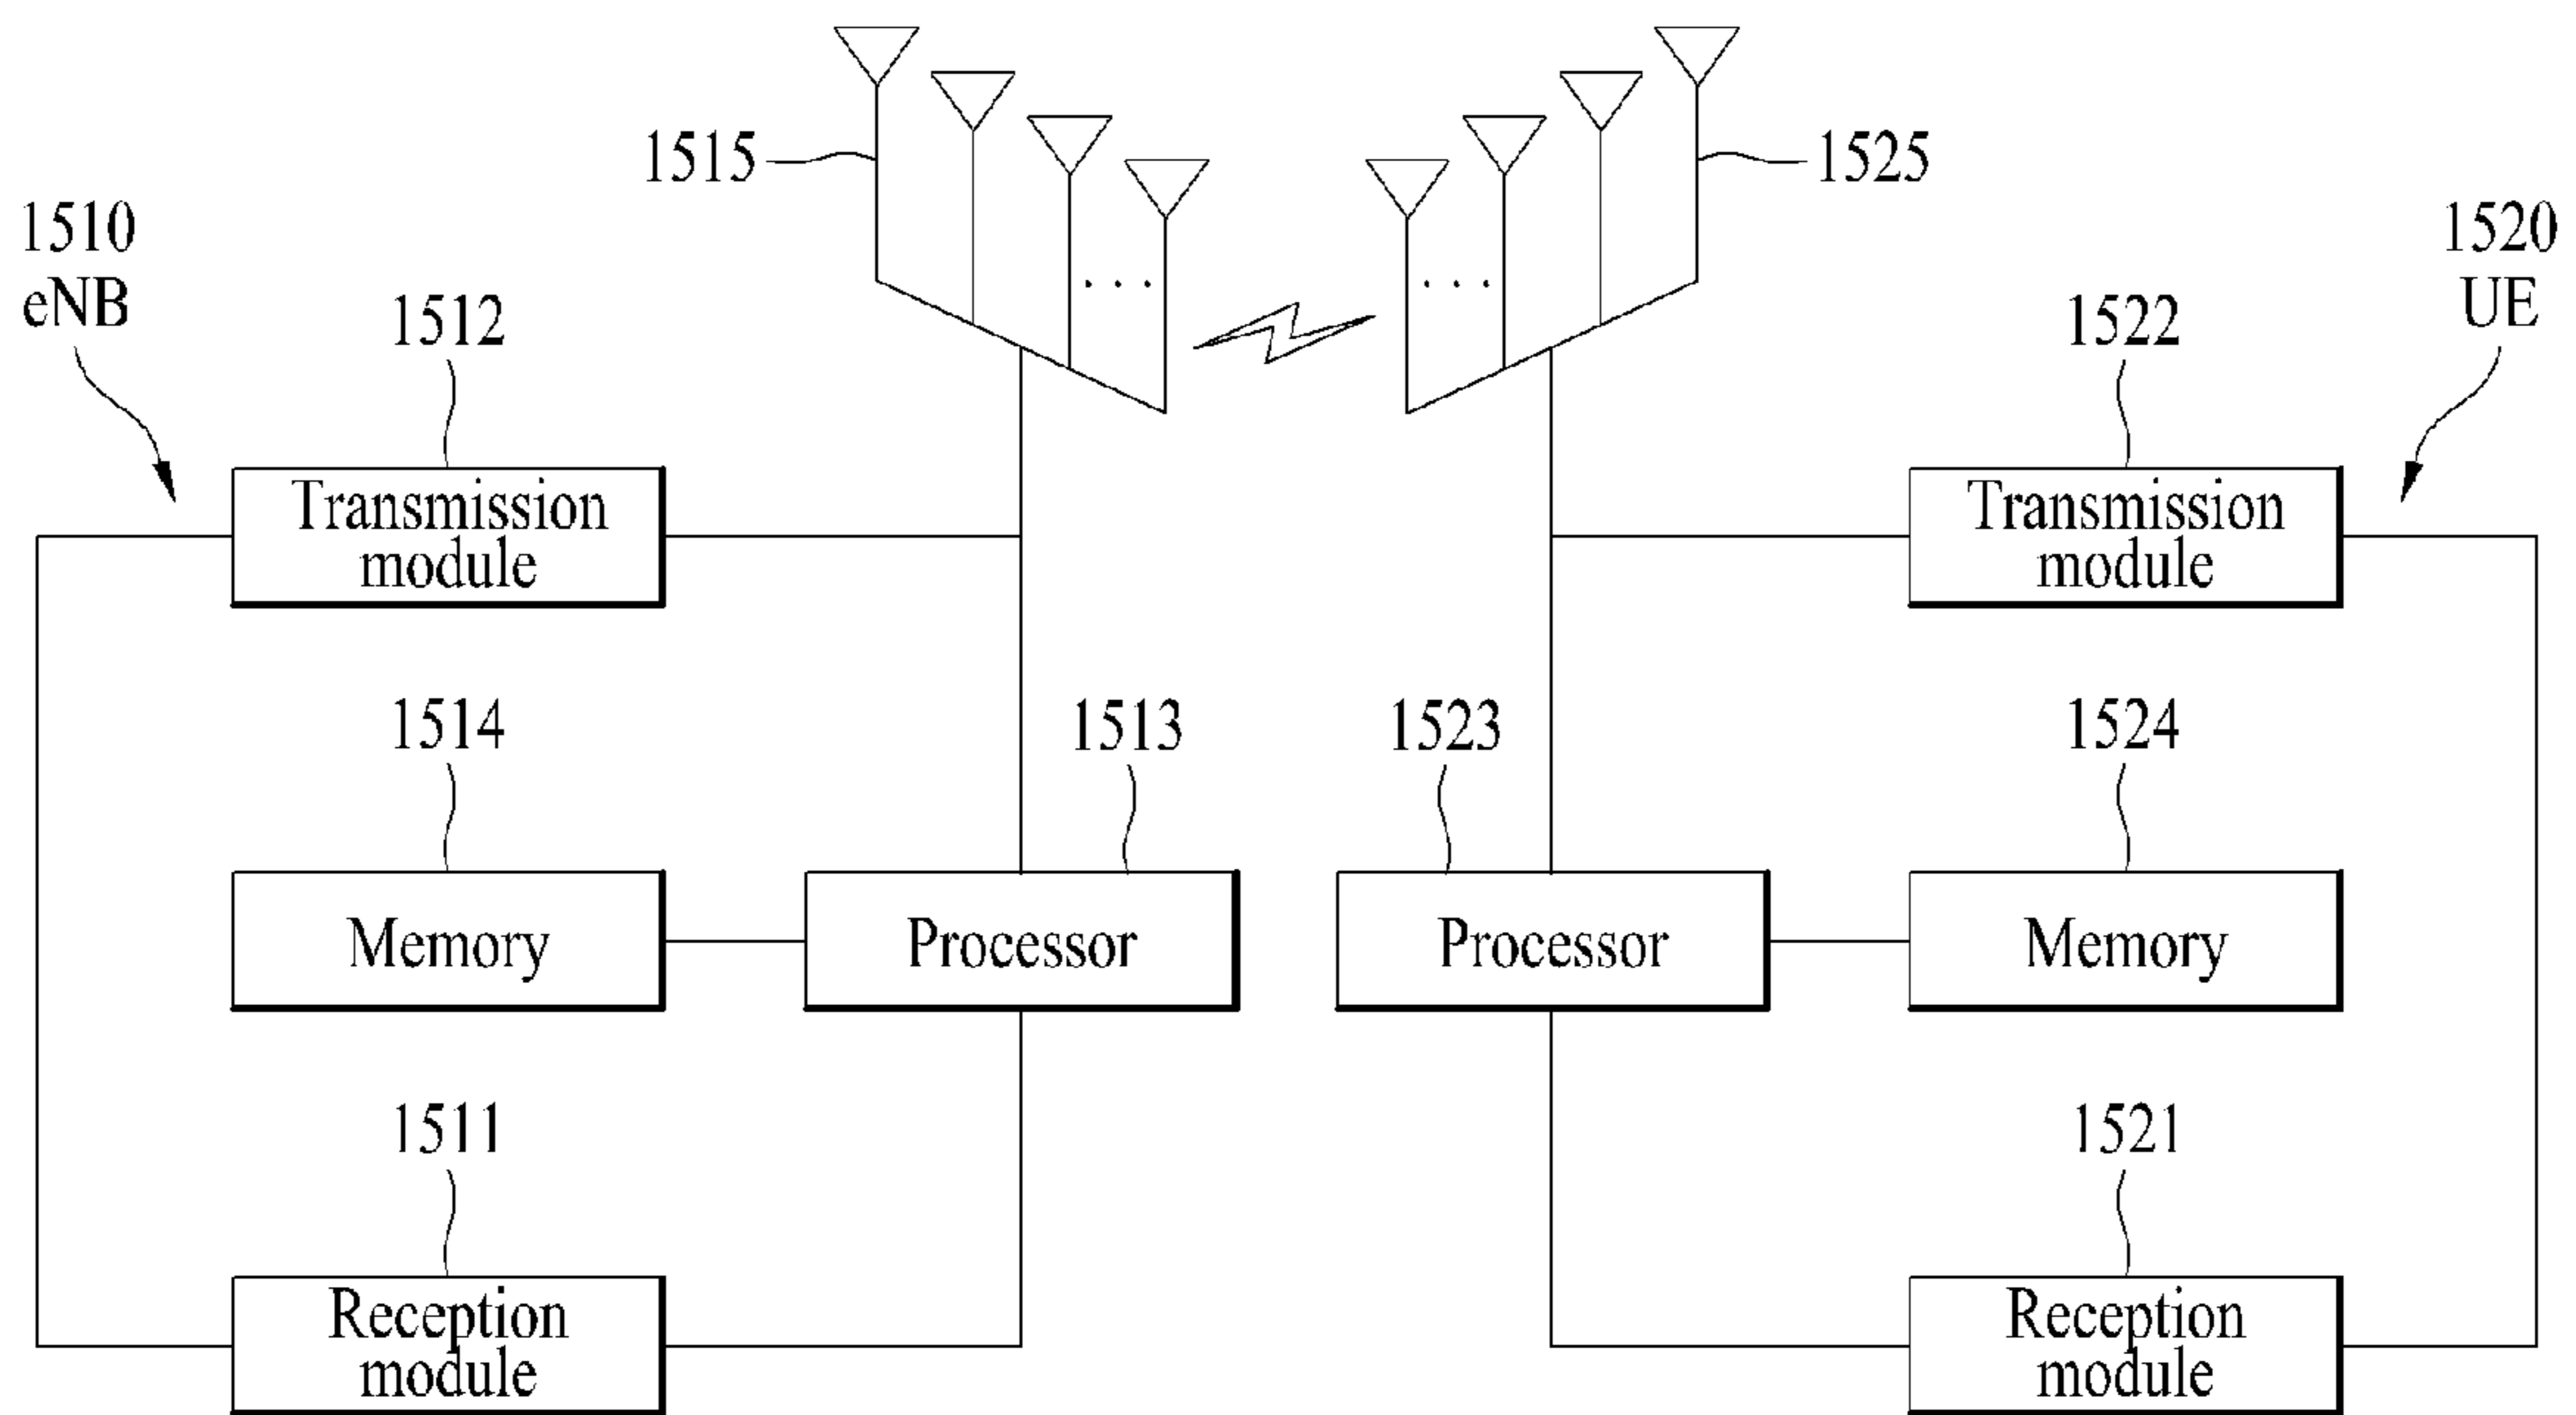 1515
1525
1510
eNB
1520
UE
1512
1522
Transmission
module
Transmission
module
1514
1513
1523
1524
Memory
Processor
Processor
Memory
1511
1521
Reception
module
Reception
module